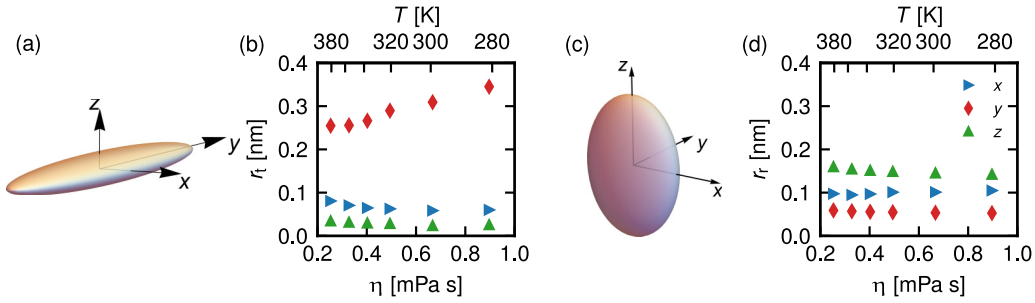 (a)
z
y
x
(b)
T [K]
380 320 300 280
0.4
0.3
0.2
0.1
0.0
rt [nm]
0.2 0.4 0.6 0.8 1.0
η [mPa s]
(c)
z
y
x
(d)
T [K]
380 320 300 280
0.4
0.3
0.2
0.1
0.0
rr [nm]
x
y
z
0.2 0.4 0.6 0.8 1.0
η [mPa s]